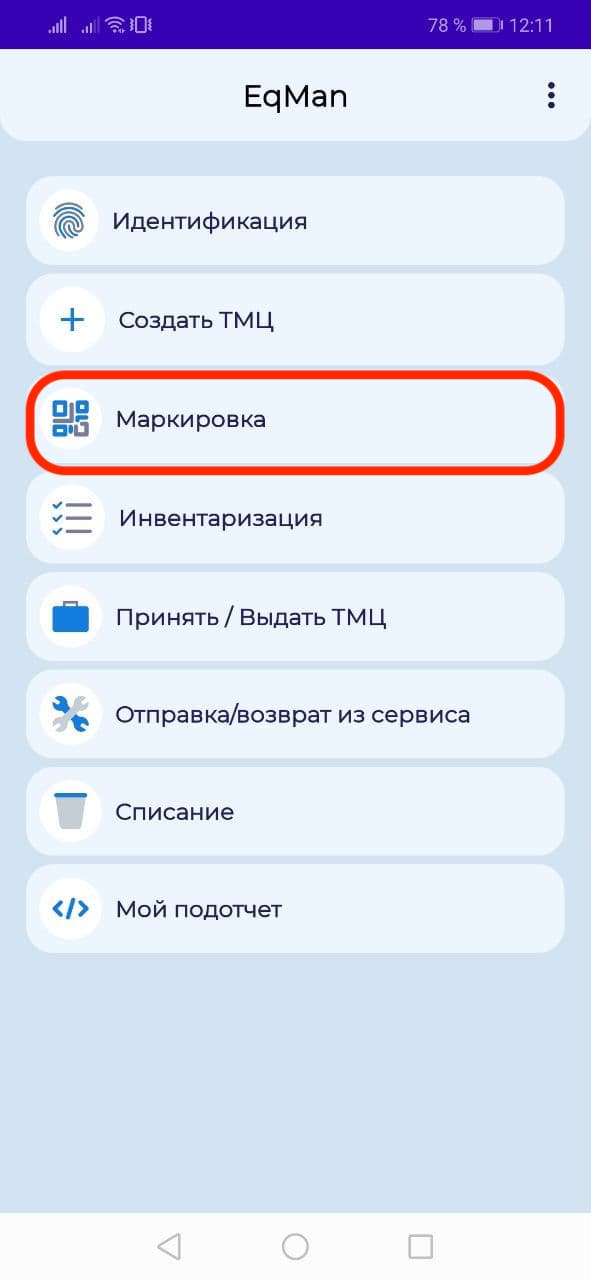 78 % 12:11
EqMan
Идентификация
Создать ТМЦ
Маркировка
Инвентаризация
Принять / Выдать ТМЦ
Отправка/возврат из сервиса
Списание
Мой подотчет